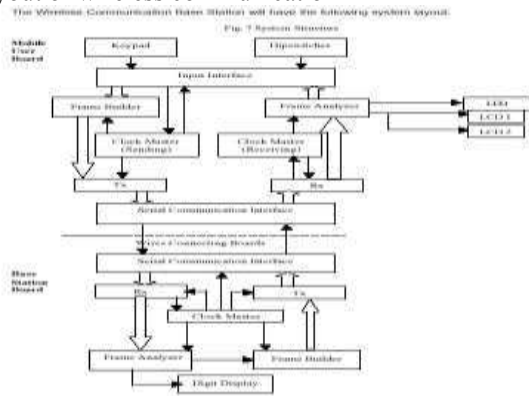 The Wireless Communication Base Station will have the following system layout.
Fig. 7 System Structure
Mobile
User
Board
Keypad
Dipswitches
Input Interface
Frame Builder
Frame Analyzer
LED
LCD 1
LCD 2
Clock Master
(Sending)
Clock Master
(Receiving)
Tx
Rx
Serial Communication Interface
Wires Connecting Boards
Serial Communication Interface
Base
Station
Board
Rx
Tx
Clock Master
Frame Analyzer
Frame Builder
Digit Display